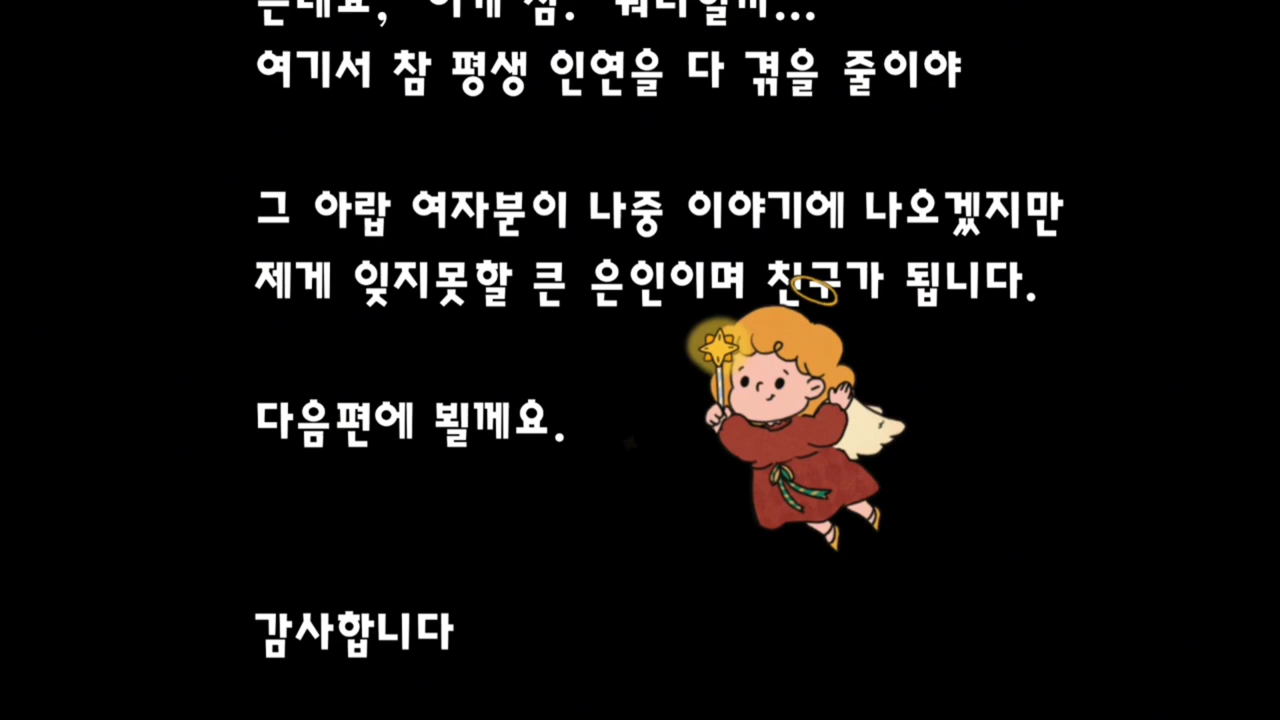 여기서 참 평생 인연을 다 겪을 줄이야
그 아랍 여자분이 나중 이야기에 나오겠지만
제게 잊지못할 큰 은인이며 친구가 됩니다.
다음편에 뵐께요.
감사합니다